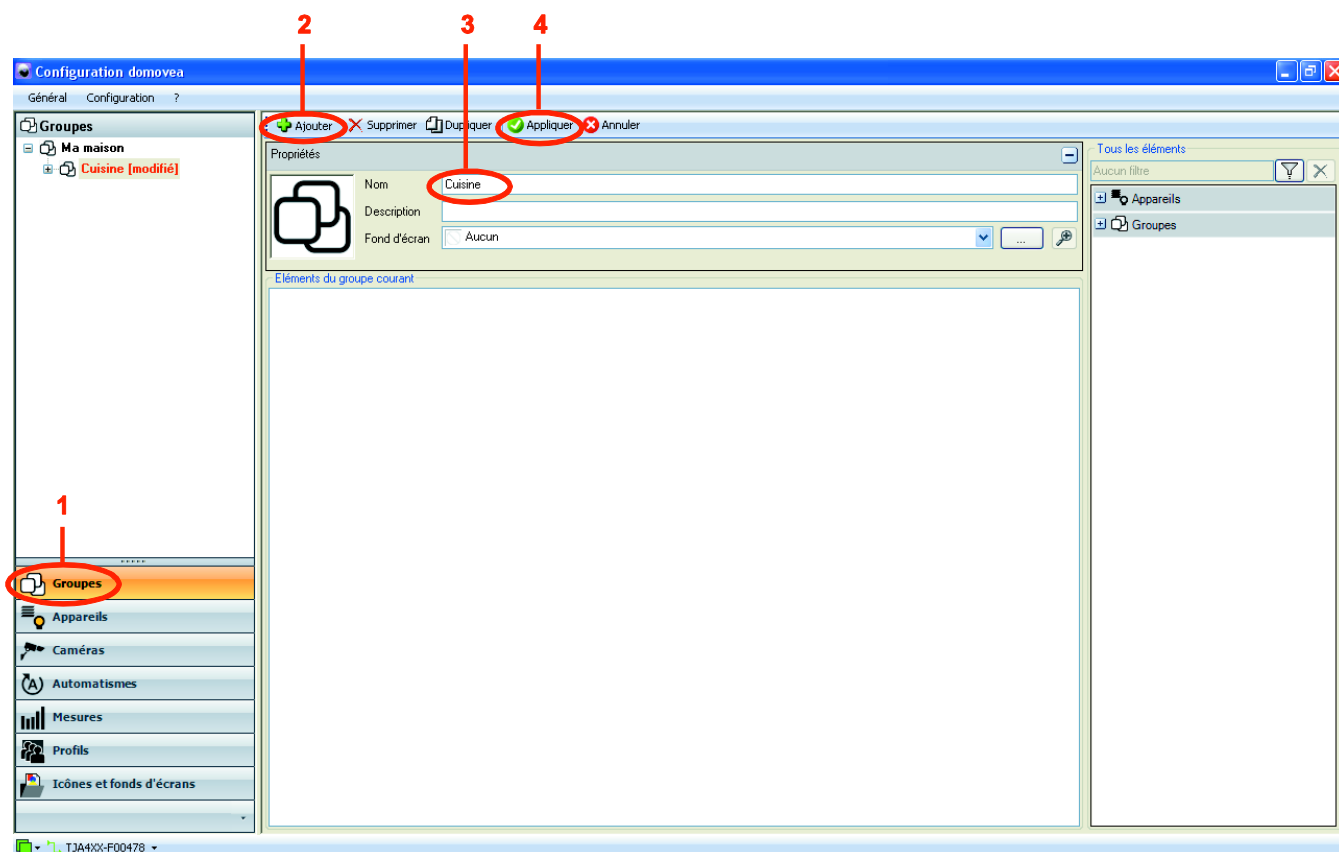 2 3 4
Configuration domovea
Général Configuration ?
Groupes
Ajouter Supprimer Dupliquer Appliquer Annuler
Ma maison
Cuisine [modifié]
Propriétés
Nom Cuisine
Description
Fond d'écran Aucun ...
Eléments du groupe courant
Tous les éléments
Aucun filtre
Appareils
Groupes
1
Groupes
Appareils
Caméras
Automatismes
Mesures
Profils
Icônes et fonds d'écrans
TJA4XX-F00478